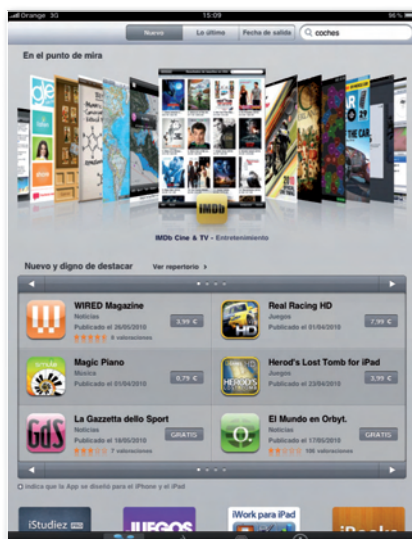 Orange 3G 15:09 96 %
Nuevo Lo último Fecha de salida coches
En el punto de mira
IMDb
IMDb Cine & TV - Entretenimiento
Nuevo y digno de destacar Ver repertorio >
WIRED Magazine
Noticias
Publicado el 26/05/2010
6 valoraciones
3,99 €
Real Racing HD
Juegos
Publicado el 01/04/2010
7,99 €
Magic Piano
Música
Publicado el 01/04/2010
0,79 €
Herod's Lost Tomb for iPad
Juegos
Publicado el 23/04/2010
3,99 €
La Gazzetta dello Sport
Noticias
Publicado el 18/05/2010
7 valoraciones
GRATIS
El Mundo en Orbyt.
Noticias
Publicado el 17/05/2010
106 valoraciones
GRATIS
Indica que la App se diseñó para el iPhone y el iPad
iStudiez PRO
JUEGOS
iWork para iPad
iBooks